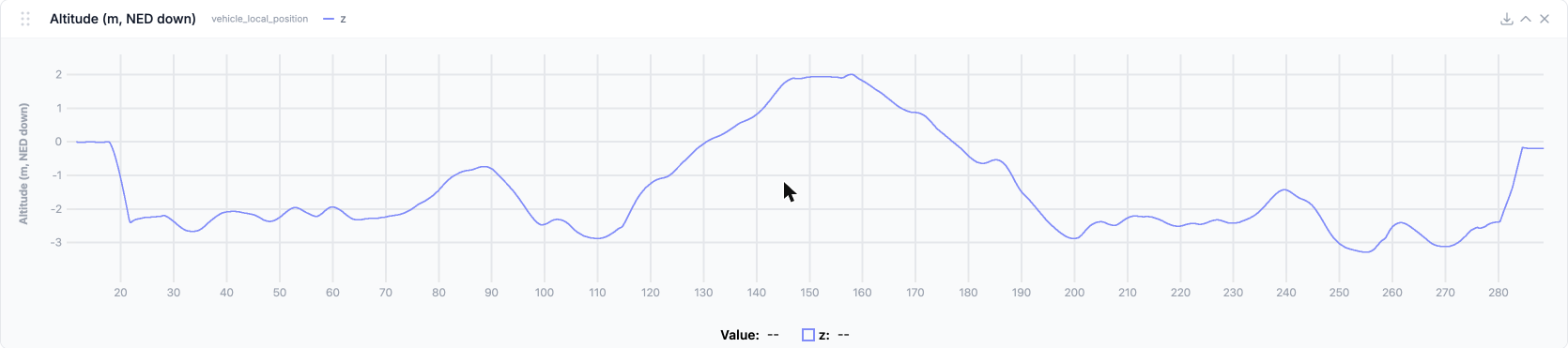 Altitude (m, NED down) vehicle_local_position z
Altitude (m, NED down)
2
1
0
-1
-2
-3
20 30 40 50 60 70 80 90 100 110 120 130 140 150 160 170 180 190 200 210 220 230 240 250 260 270 280
Value: -- z: --